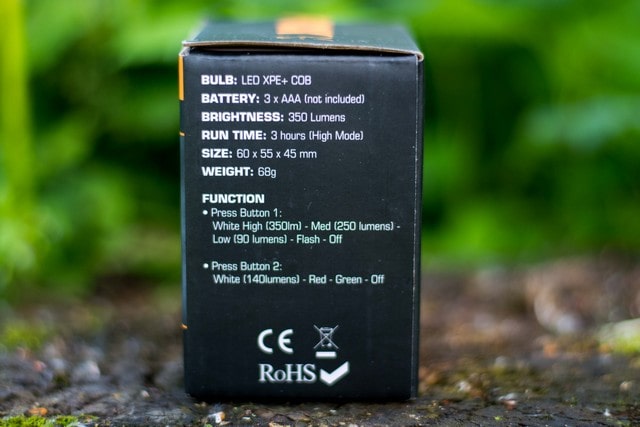 BULB: LED XPE+ COB
BATTERY: 3 x AAA (not included)
BRIGHTNESS: 350 Lumens
RUN TIME: 3 hours (High Mode)
SIZE: 60 x 55 x 45 mm
WEIGHT: 68g
FUNCTION
• Press Button 1:
White High (350lm) - Med (250 lumens) -
Low (90 lumens) - Flash - Off
• Press Button 2:
White (140lumens) - Red - Green - Off
CE
RoHS